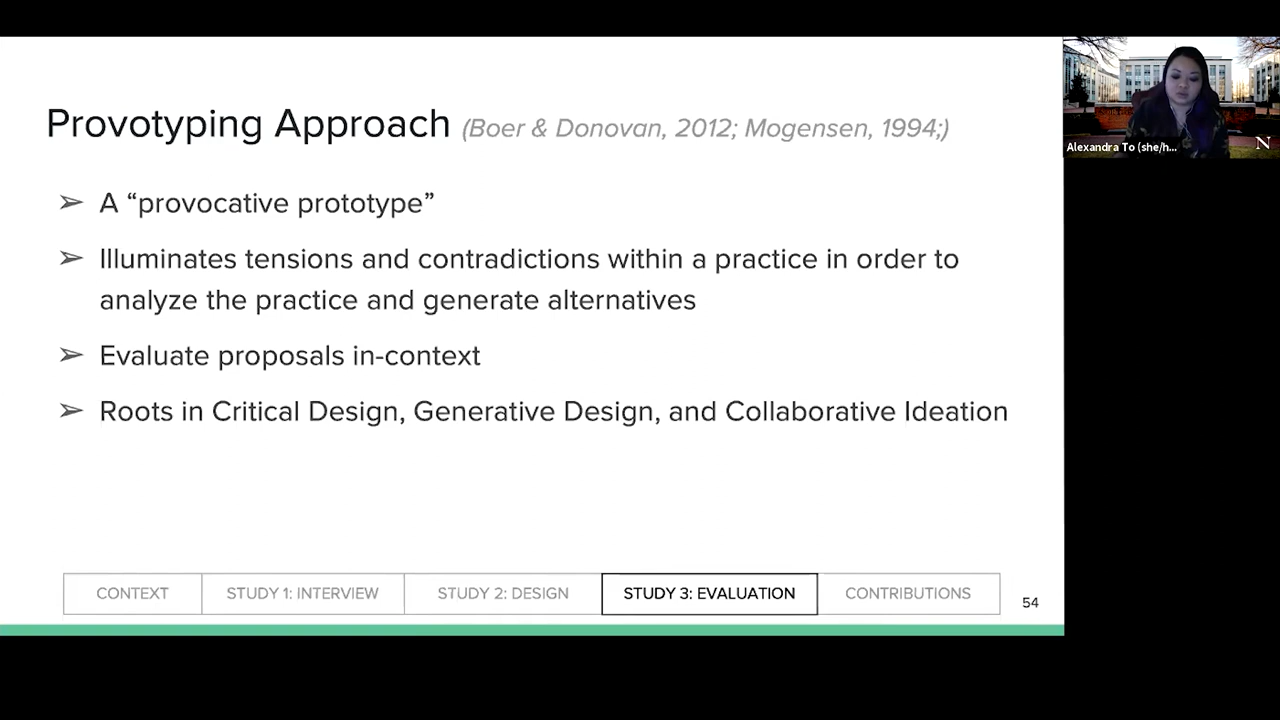 Provotyping Approach (Boer & Donovan, 2012; Mogensen, 1994;)
➢ A “provocative prototype”
➢ Illuminates tensions and contradictions within a practice in order to
analyze the practice and generate alternatives
➢ Evaluate proposals in-context
➢ Roots in Critical Design, Generative Design, and Collaborative Ideation
CONTEXT STUDY 1: INTERVIEW STUDY 2: DESIGN STUDY 3: EVALUATION CONTRIBUTIONS 54
Alexandra To (she/h...
N